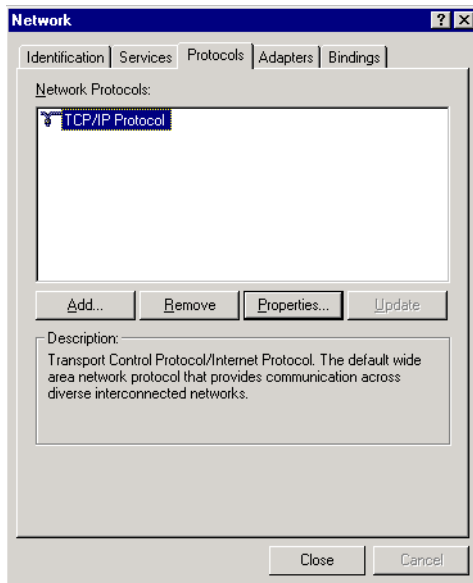 Network
Identification Services Protocols Adapters Bindings
Network Protocols:
TCP/IP Protocol
Add... Remove Properties... Update
Description:
Transport Control Protocol/Internet Protocol. The default wide
area network protocol that provides communication across
diverse interconnected networks.
Close Cancel